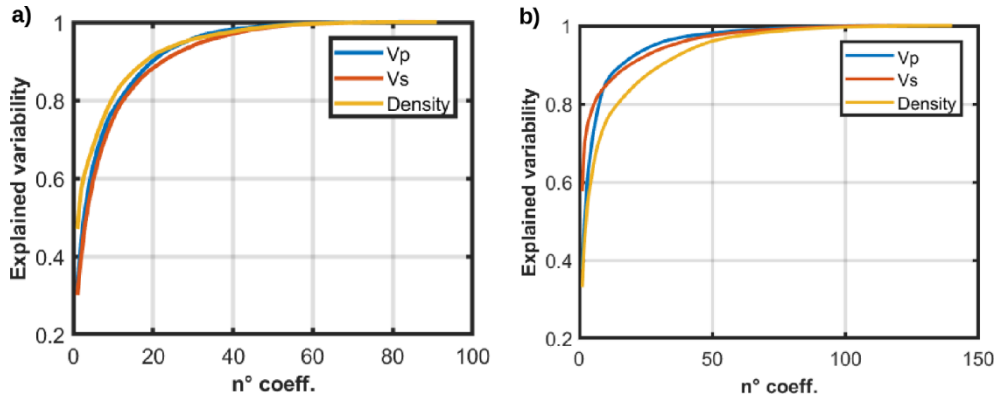 a)
Explained variability
1
0.8
0.6
0.4
0.2
0 20 40 60 80 100
n° coeff.
Vp
Vs
Density
b)
Explained variability
1
0.8
0.6
0.4
0.2
0 50 100 150
n° coeff.
Vp
Vs
Density